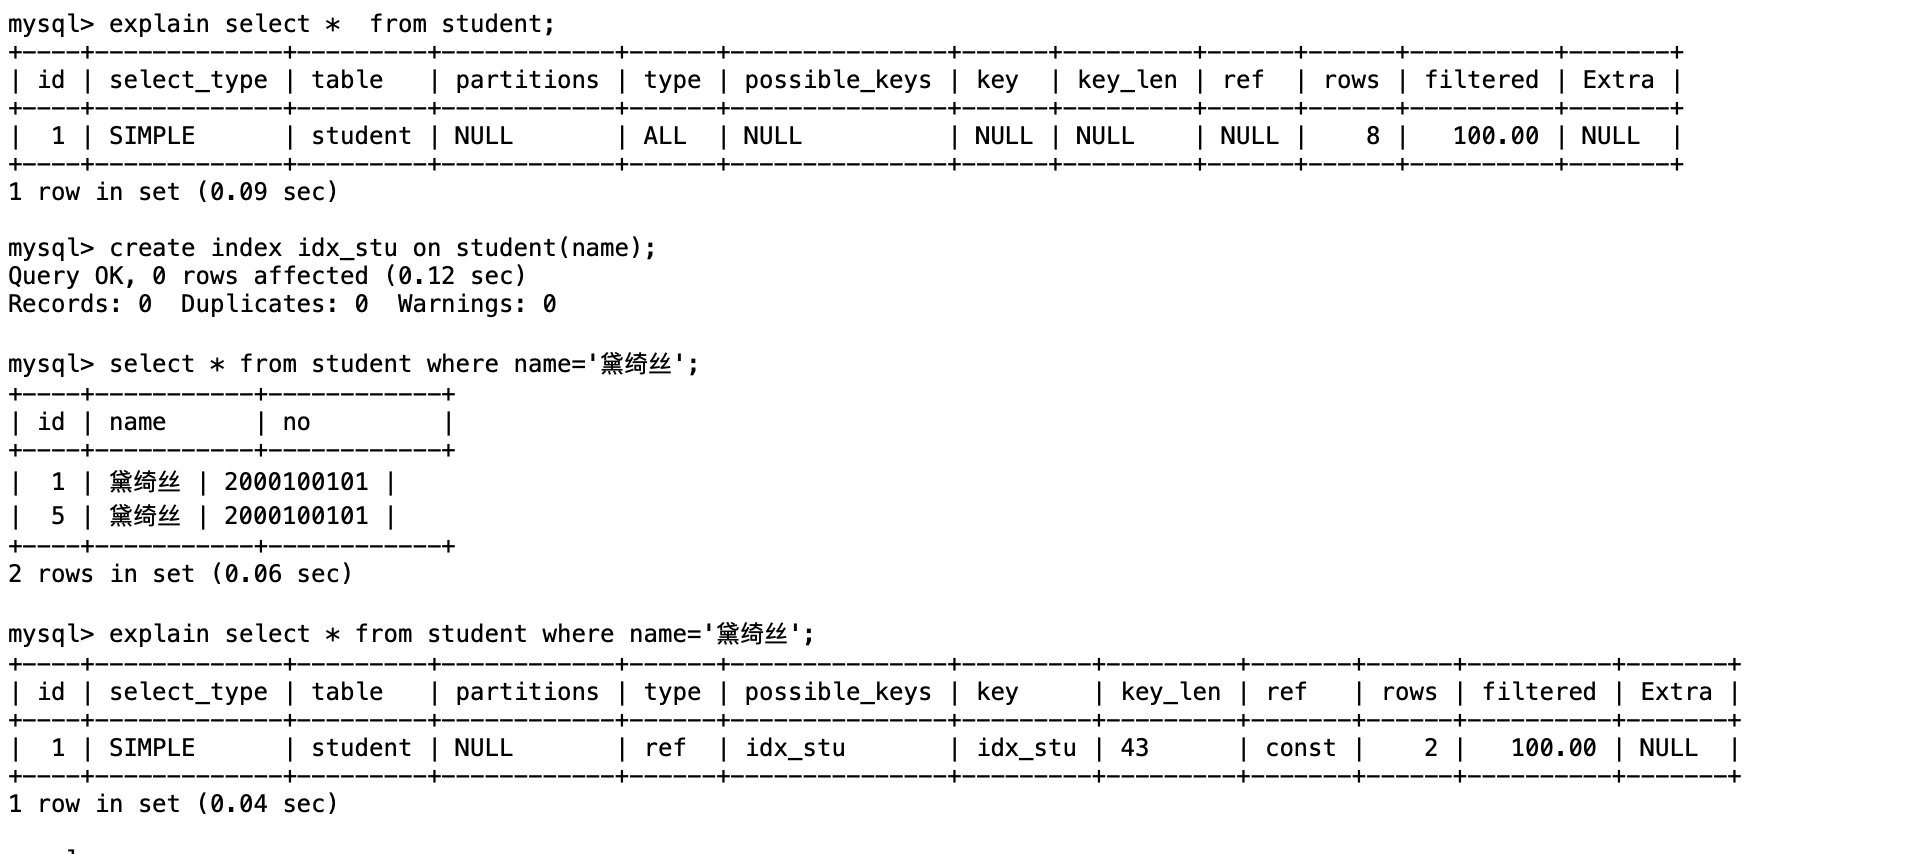 mysql> explain select *  from student;
+----+-------------+---------+------------+------+---------------+------+---------+------+------+----------+-------+
| id | select_type | table   | partitions | type | possible_keys | key  | key_len | ref  | rows | filtered | Extra |
+----+-------------+---------+------------+------+---------------+------+---------+------+------+----------+-------+
|  1 | SIMPLE      | student | NULL       | ALL  | NULL          | NULL | NULL    | NULL |    8 |   100.00 | NULL  |
+----+-------------+---------+------------+------+---------------+------+---------+------+------+----------+-------+
1 row in set (0.09 sec)

mysql> create index idx_stu on student(name);
Query OK, 0 rows affected (0.12 sec)
Records: 0  Duplicates: 0  Warnings: 0

mysql> select * from student where name='黛绮丝';
+----+-----------+------------+
| id | name      | no         |
+----+-----------+------------+
|  1 | 黛绮丝 | 2000100101 |
|  5 | 黛绮丝 | 2000100101 |
+----+-----------+------------+
2 rows in set (0.06 sec)

mysql> explain select * from student where name='黛绮丝';
+----+-------------+---------+------------+------+---------------+---------+---------+-------+------+----------+-------+
| id | select_type | table   | partitions | type | possible_keys | key     | key_len | ref   | rows | filtered | Extra |
+----+-------------+---------+------------+------+---------------+---------+---------+-------+------+----------+-------+
|  1 | SIMPLE      | student | NULL       | ref  | idx_stu       | idx_stu | 43      | const |    2 |   100.00 | NULL  |
+----+-------------+---------+------------+------+---------------+---------+---------+-------+------+----------+-------+
1 row in set (0.04 sec)